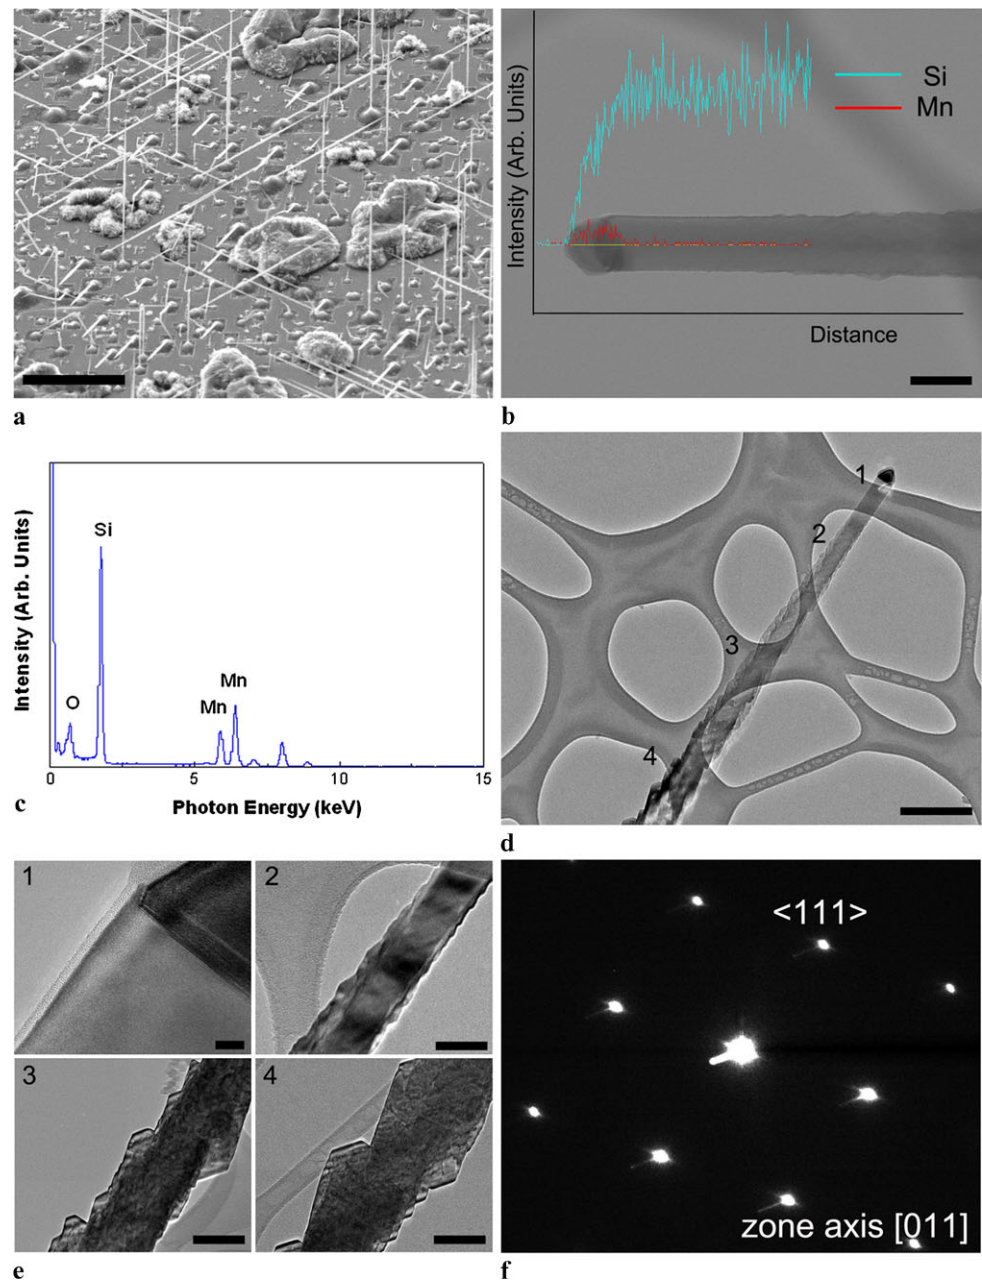 Intensity (Arb. Units)
Si
Mn
Distance
a
b
Intensity (Arb. Units)
Si
O
Mn
Mn
0
5
10
15
Photon Energy (keV)
c
1
2
3
4
d
1
2
3
4
e
<111>
zone axis [011]
f